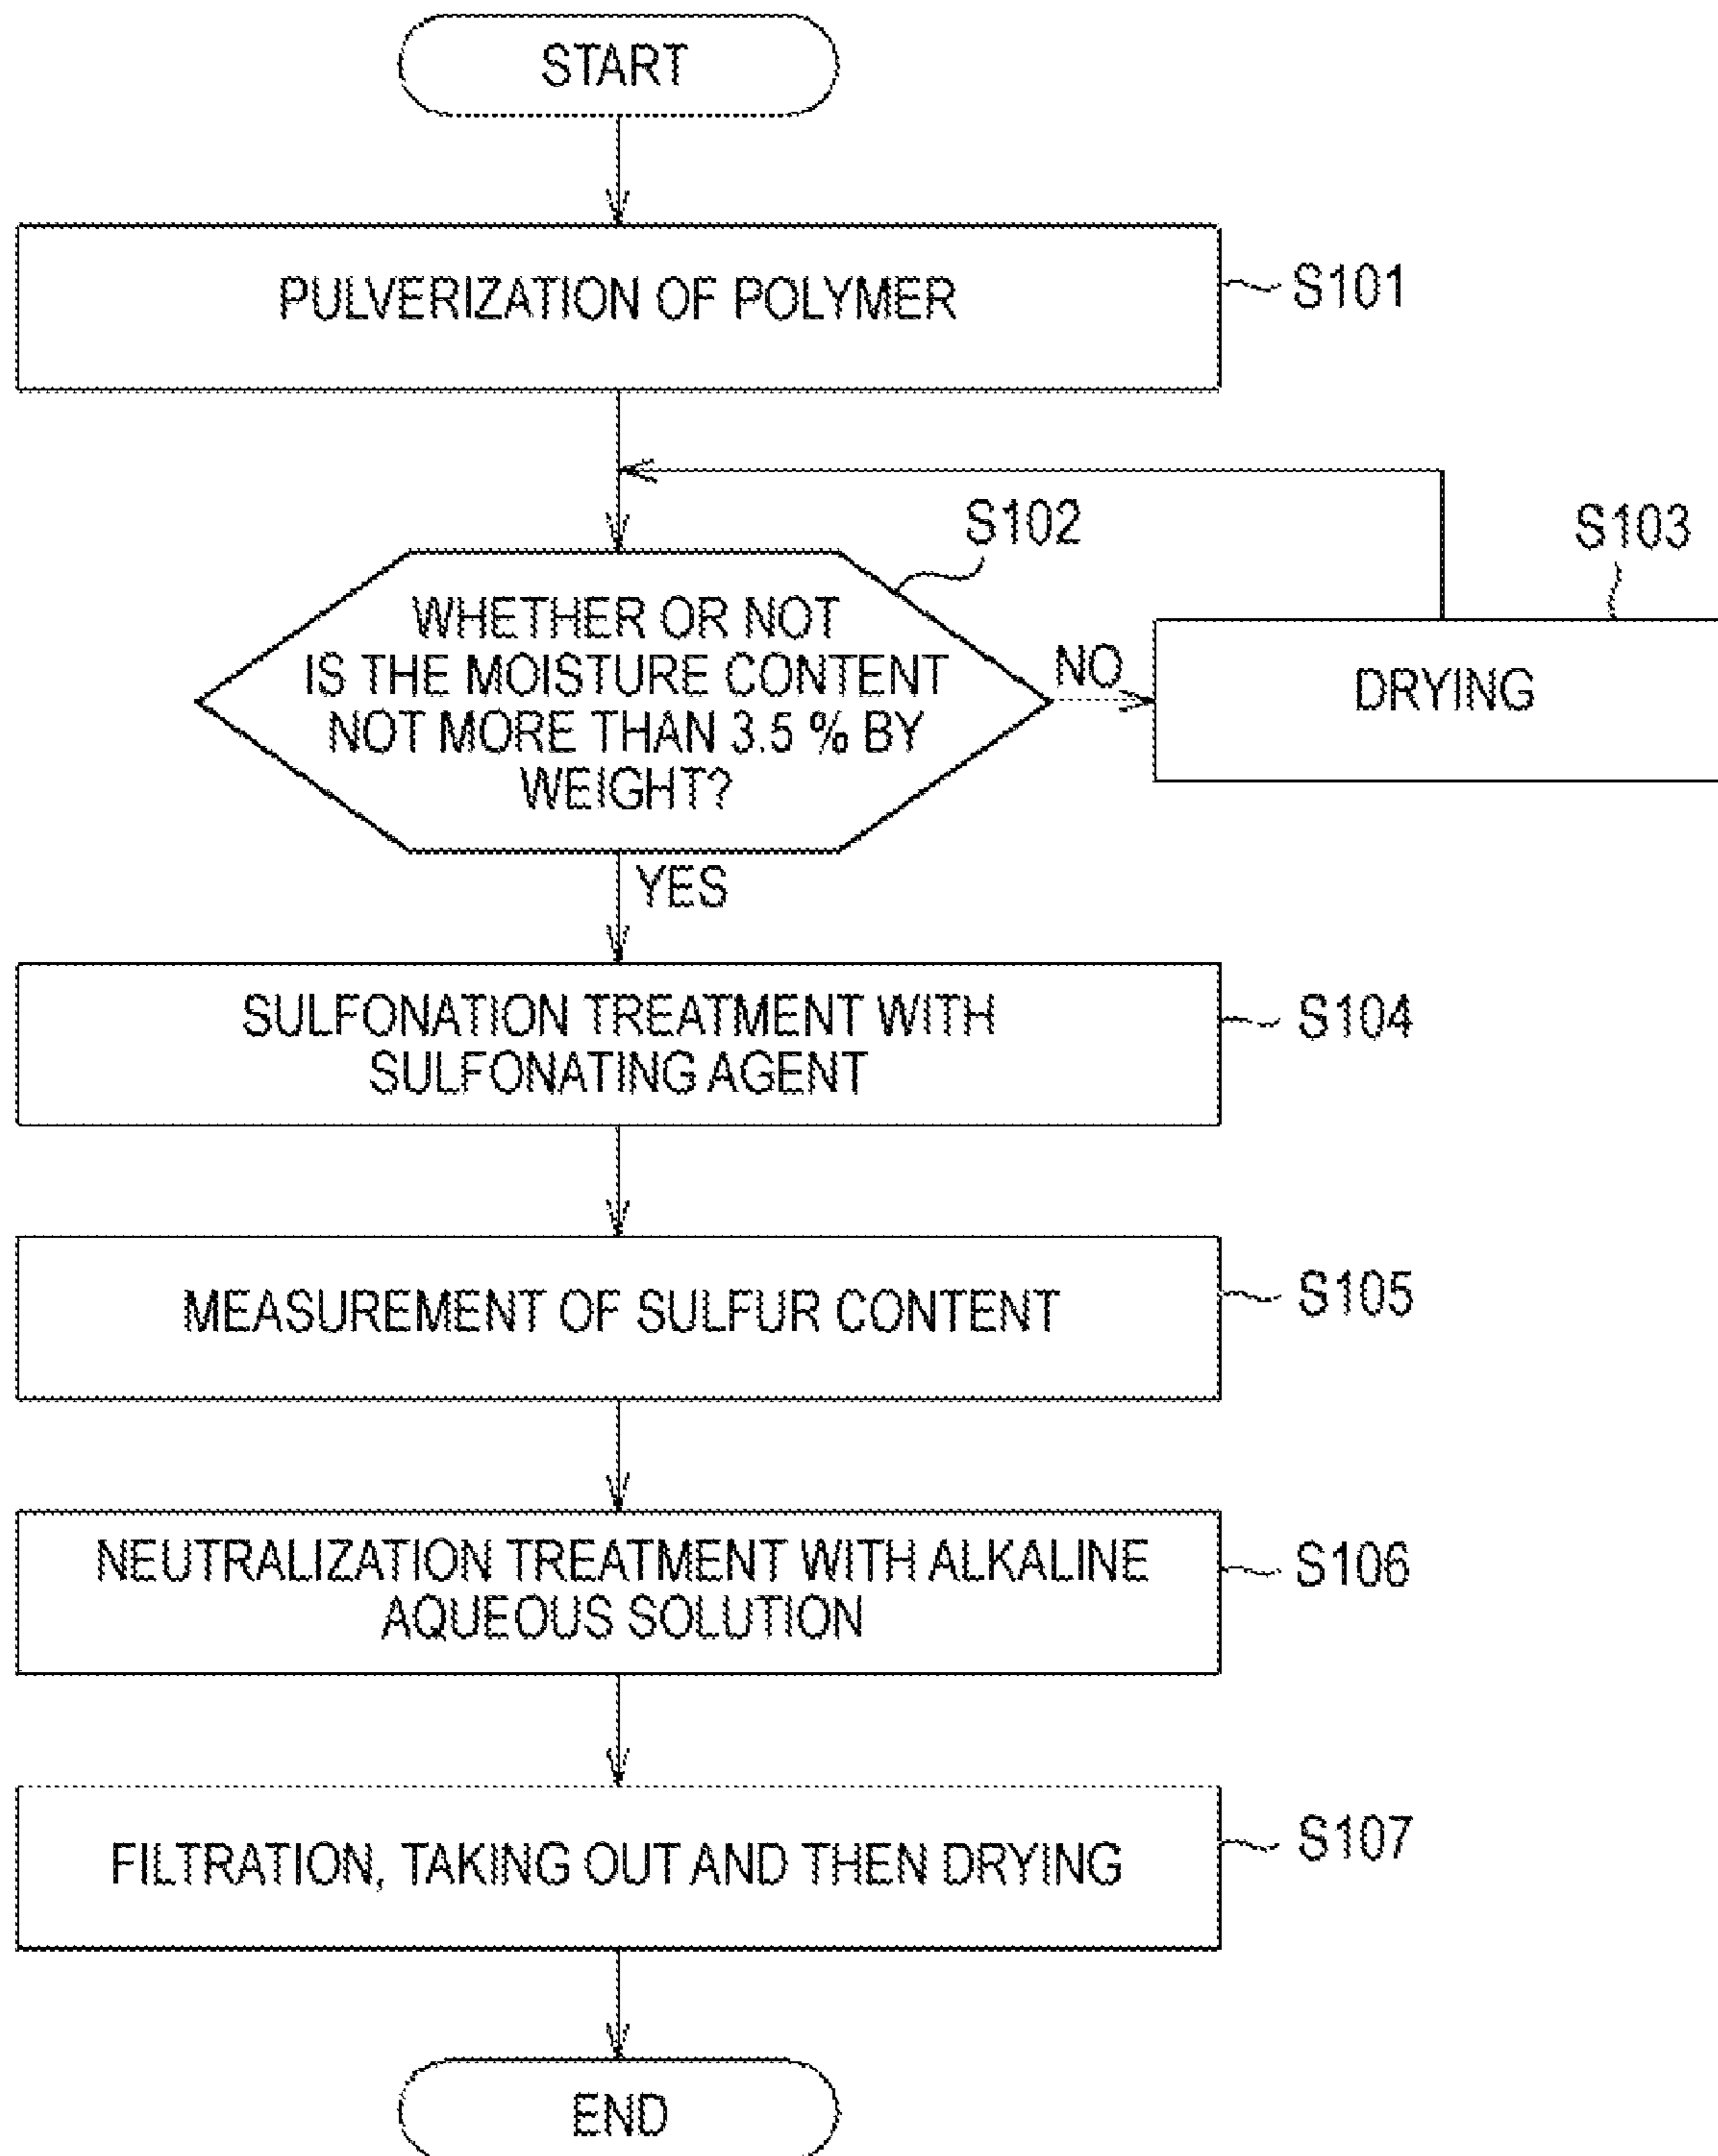 START
PULVERIZATION OF POLYMER
S101
S102
S103
WHETHER OR NOT
IS THE MOISTURE CONTENT
NOT MORE THAN 3.5 % BY
WEIGHT?
NO
DRYING
YES
SULFONATION TREATMENT WITH
SULFONATING AGENT
S104
MEASUREMENT OF SULFUR CONTENT
S105
NEUTRALIZATION TREATMENT WITH ALKALINE
AQUEOUS SOLUTION
S106
FILTRATION, TAKING OUT AND THEN DRYING
S107
END